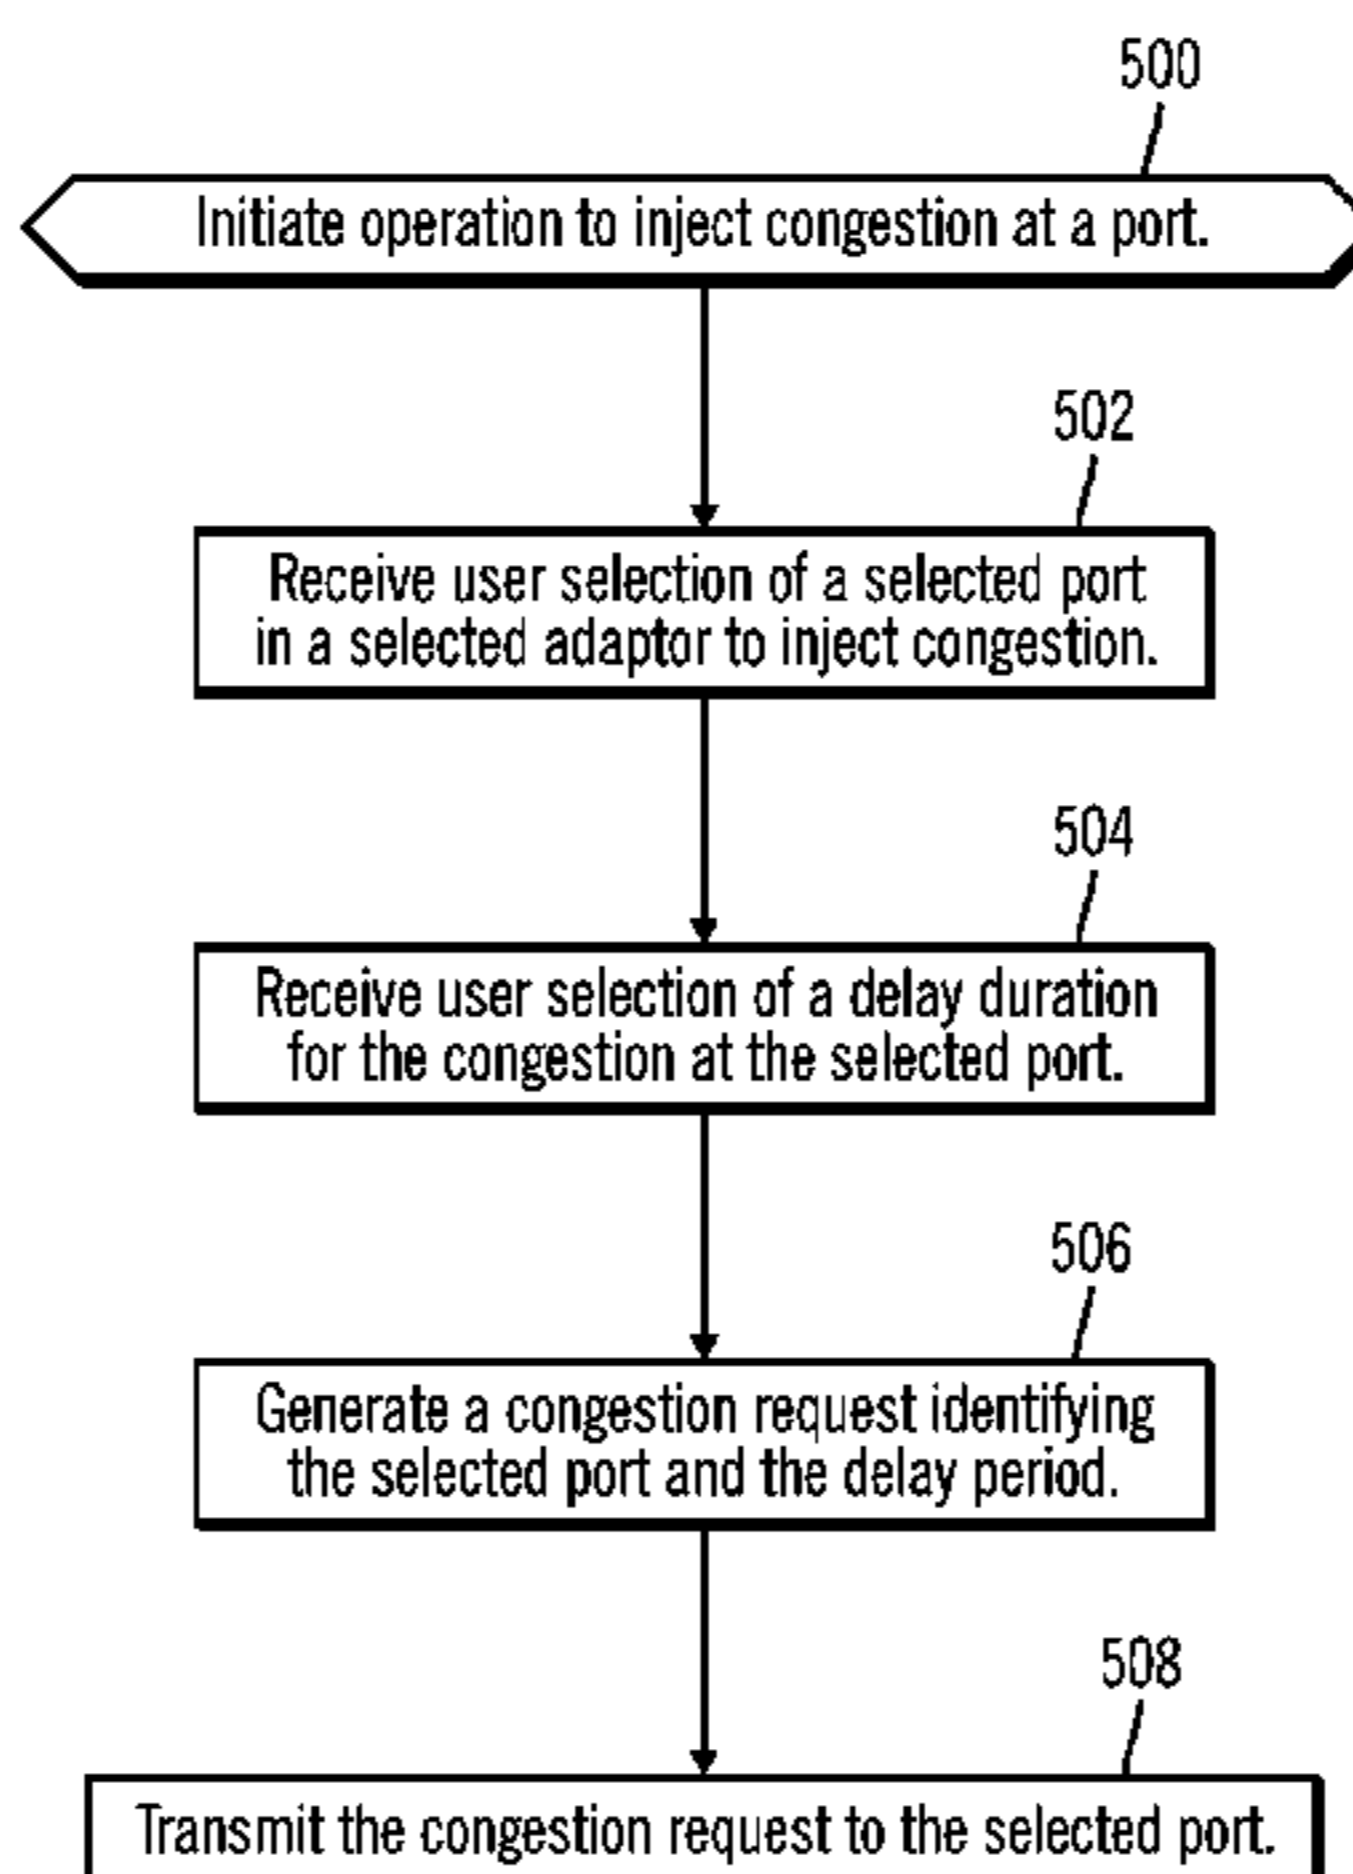 500
Initiate operation to inject congestion at a port.
502
Receive user selection of a selected port
in a selected adaptor to inject congestion.
504
Receive user selection of a delay duration
for the congestion at the selected port.
506
Generate a congestion request identifying
the selected port and the delay period.
508
Transmit the congestion request to the selected port.